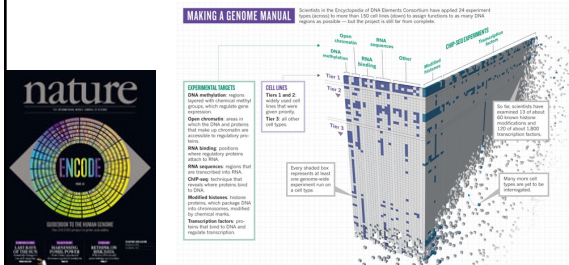 nature
ENCODE
GUIDEBOOK TO THE HUMAN GENOME
MAKING A GENOME MANUAL
Scientists in the Encyclopedia of DNA Elements Consortium have applied 24 experiment
types (across) to more than 150 cell lines (down) to assign functions to as many DNA
regions as possible — but the project is still far from complete.
EXPERIMENTAL TARGETS
DNA methylation: regions
layered with chemical methyl
groups, which regulate gene
expression.
Open chromatin: areas in
which the DNA and proteins
that make up chromatin are
accessible to regulatory pro-
teins.
RNA binding: positions
where regulatory proteins
attach to RNA.
RNA sequences: regions that
are transcribed into RNA.
ChIP-seq: technique that
reveals where proteins bind
to DNA.
Modified histones: histone
proteins, which package DNA
into chromosomes, modified
by chemical marks.
Transcription factors: pro-
teins that bind to DNA and
regulate transcription.
CELL LINES
Tiers 1 and 2:
widely used cell
lines that were
given priority.
Tier 3: all other
cell types.
DNA
methylation
Open
chromatin
RNA
binding
RNA
sequences
Other
CHIP-SEQ EXPERIMENTS
Modified
histones
Transcription
factors
Tier 1
Tier 2
Tier 3
Every shaded box
represents at least
one genome-wide
experiment run on
a cell type.
So far, scientists have
examined 13 of about
60 known histone
modifications and
120 of about 1,800
transcription factors.
Many more cell
types are yet to be
interrogated.